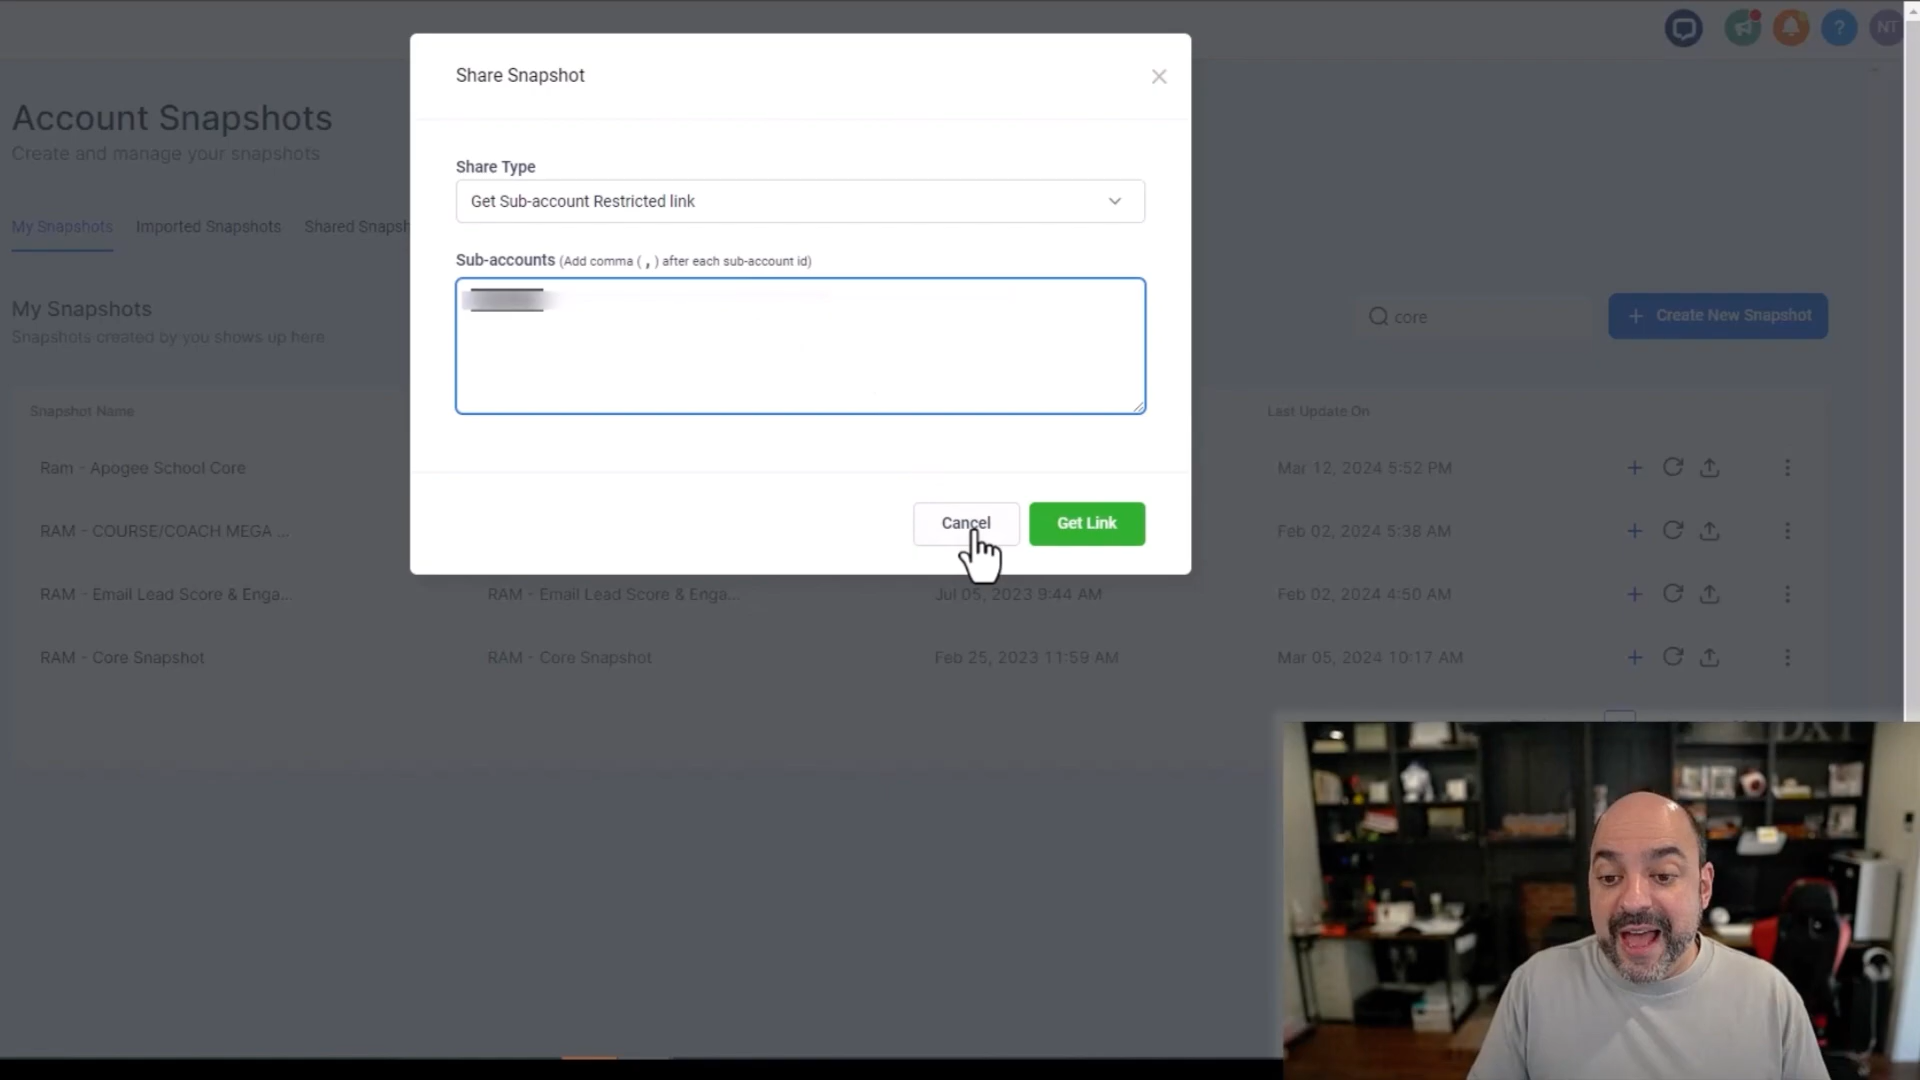 Share Snapshot
?
NT
Account Snapshots
Create and manage your snapshots
Share Type
Get Sub-account Restricted link
My Snapshots
Imported Snapshots
Shared Snapsh
Sub-accounts (Add comma ( , ) after each sub-account id)
My Snapshots
Snapshots created by you shows up here
core
+ Create New Snapshot
Snapshot Name
Last Update On
Ram - Apogee School Core
Mar 12, 2024 5:52 PM
RAM - COURSE/COACH MEGA ...
Cancel
Get Link
Feb 02, 2024 5:38 AM
RAM - Email Lead Score & Enga...
RAM - Email Lead Score & Enga...
Jul 05, 2023 9:44 AM
Feb 02, 2024 4:50 AM
RAM - Core Snapshot
RAM - Core Snapshot
Feb 25, 2023 11:59 AM
Mar 05, 2024 10:17 AM